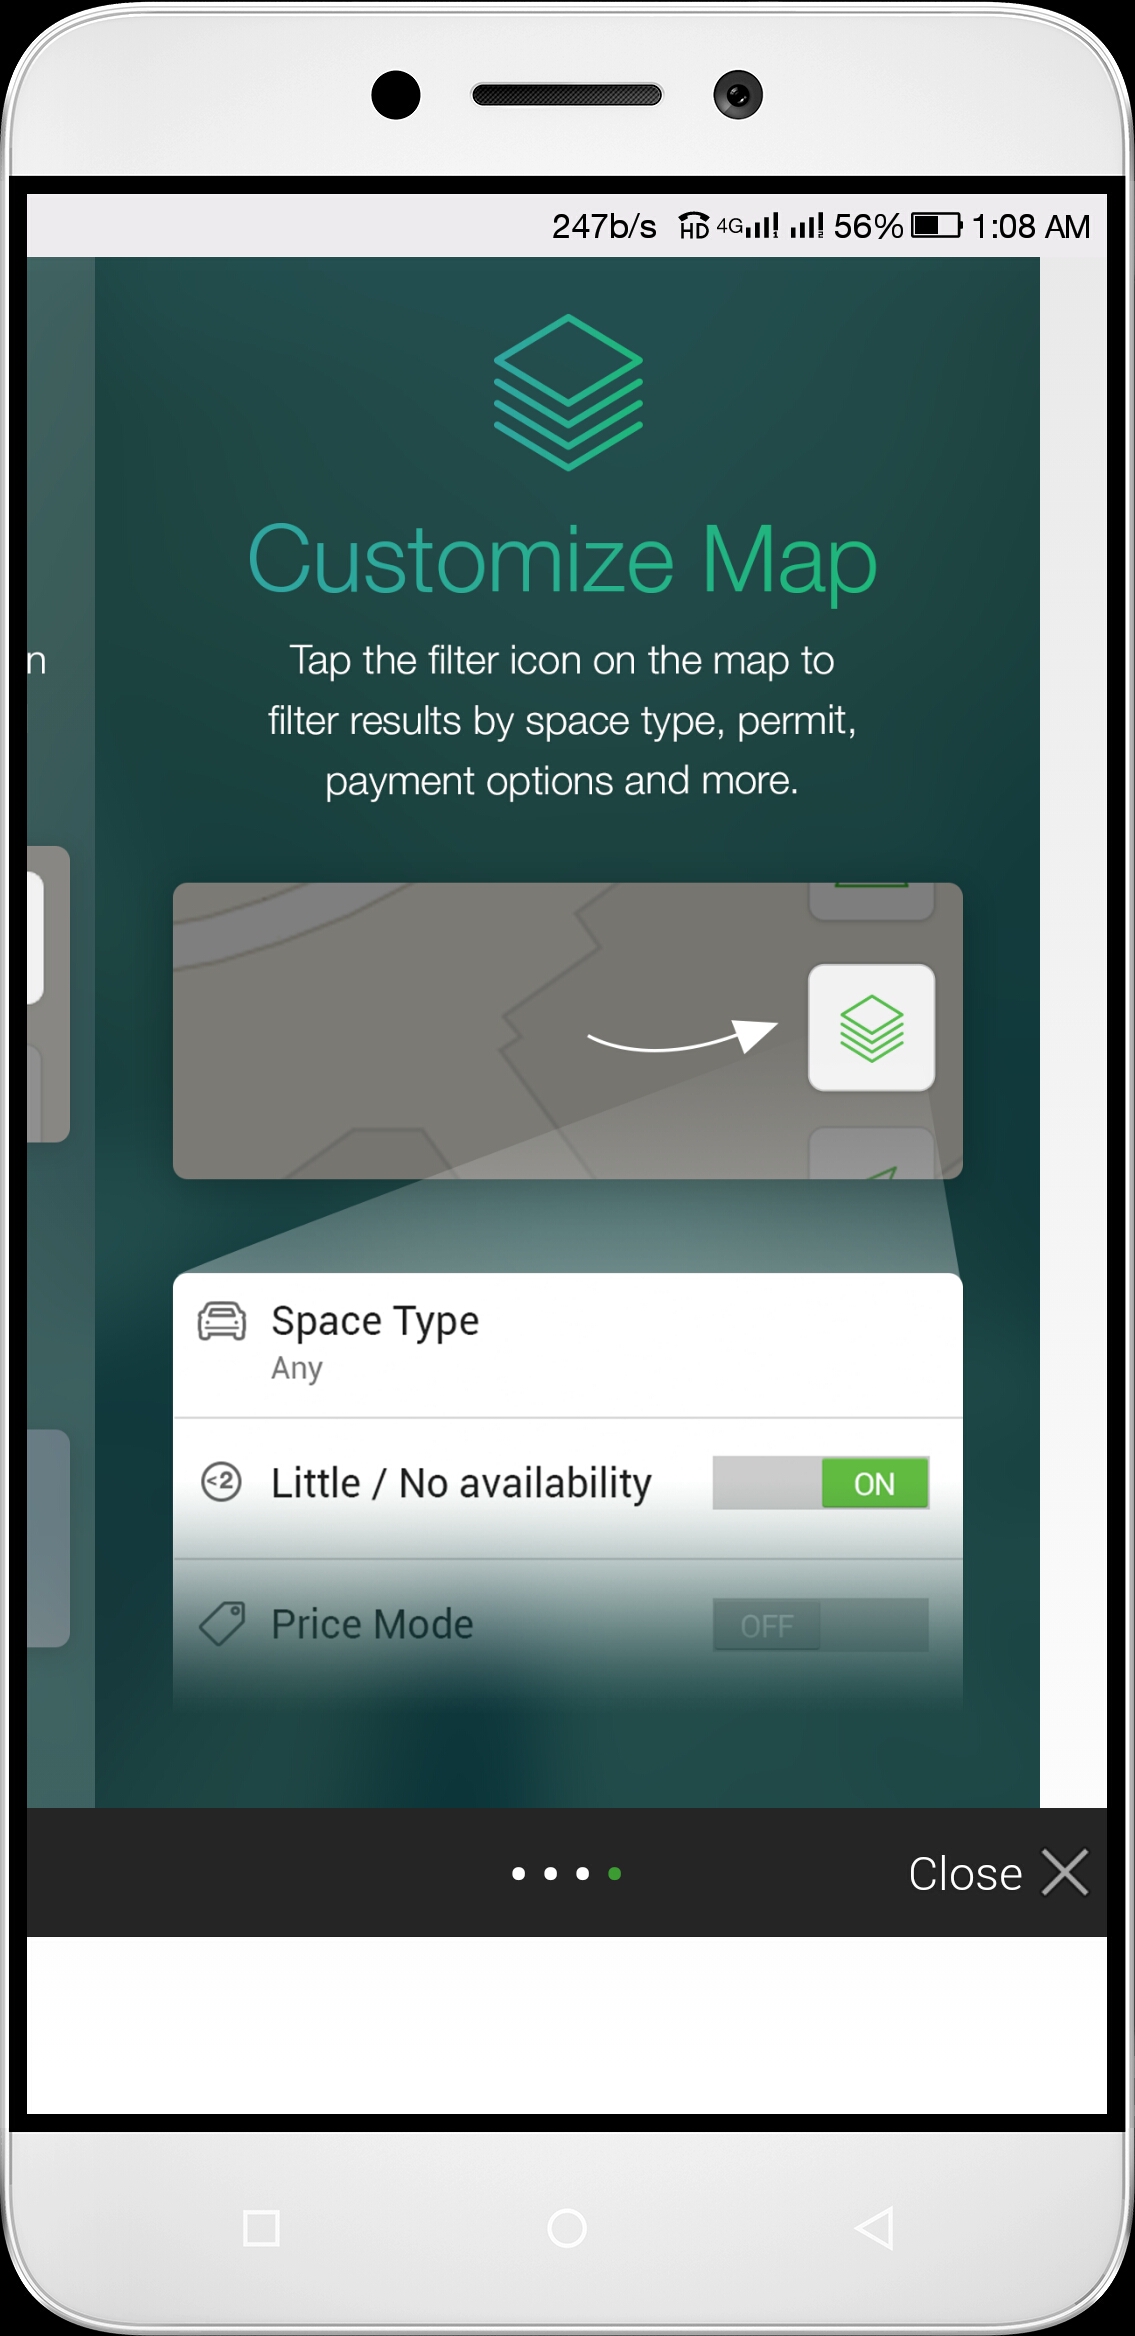 247b/s HD 4G 56% 1:08 AM
Customize Map
n
Tap the filter icon on the map to
filter results by space type, permit,
payment options and more.
Space Type
Any
<2 Little / No availability ON
Price Mode OFF
Close